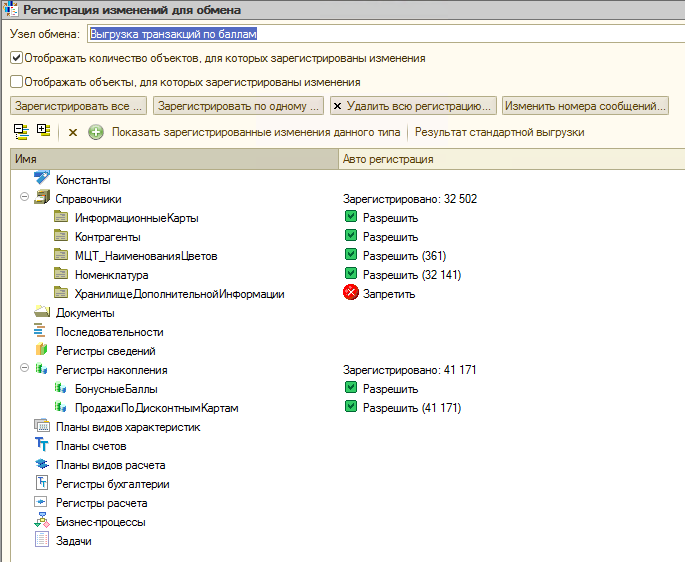 Регистрация изменений для обмена
Узел обмена: Выгрузка транзакций по баллам
Отображать количество объектов, для которых зарегистрированы изменения
Отображать объекты, для которых зарегистрированы изменения
Зарегистрировать все ... Зарегистрировать по одному ... Удалить всю регистрацию... Изменить номера сообщений...
Показать зарегистрированные изменения данного типа Результат стандартной выгрузки
Имя Авто регистрация
Константы
Справочники Зарегистрировано: 32 502
ИнформационныеКарты Разрешить
Контрагенты Разрешить
МЦТ_НаименованияЦветов Разрешить (361)
Номенклатура Разрешить (32 141)
ХранилищеДополнительнойИнформации Запретить
Документы
Последовательности
Регистры сведений
Регистры накопления Зарегистрировано: 41 171
БонусныеБаллы Разрешить
ПродажиПоДисконтнымКартам Разрешить (41 171)
Планы видов характеристик
Планы счетов
Планы видов расчета
Регистры бухгалтерии
Регистры расчета
Бизнес-процессы
Задачи